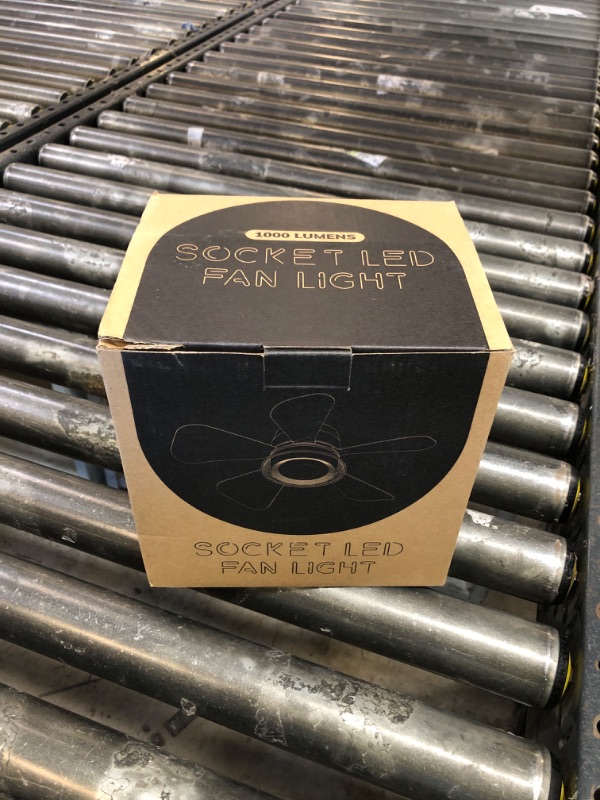 1000 LUMENS
SOCKET LED
FAN LIGHT
SOCKET LED
FAN LIGHT